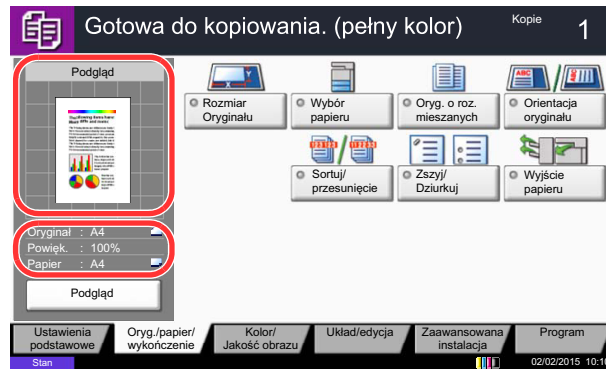 Gotowa do kopiowania. (pełny kolor)
Kopie
1
Podgląd
Rozmiar
Oryginału
Wybór
papieru
Oryg. o roz.
mieszanych
ABC
Orientacja
oryginału
Sortuj/
przesunięcie
Zszyj/
Dziurkuj
Wyjście
papieru
Oryginał : A4
Powięk. : 100%
Papier : A4
Podgląd
Ustawienia
podstawowe
Oryg./papier/
wykończenie
Kolor/
Jakość obrazu
Układ/edycja
Zaawansowana
instalacja
Program
Stan
02/02/2015 10:10